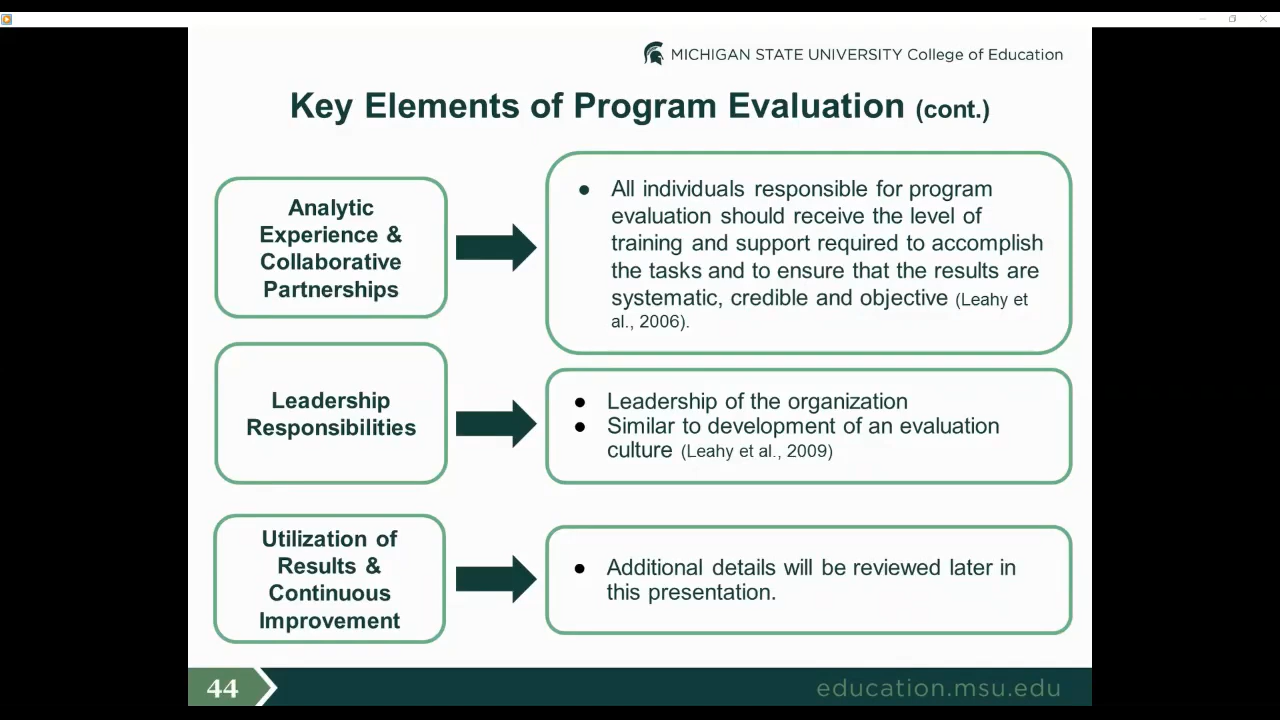 MICHIGAN STATE UNIVERSITY College of Education
Key Elements of Program Evaluation (cont.)
Analytic
Experience &
Collaborative
Partnerships
● All individuals responsible for program
evaluation should receive the level of
training and support required to accomplish
the tasks and to ensure that the results are
systematic, credible and objective (Leahy et
al., 2006).
Leadership
Responsibilities
● Leadership of the organization
● Similar to development of an evaluation
culture (Leahy et al., 2009)
Utilization of
Results &
Continuous
Improvement
● Additional details will be reviewed later in
this presentation.
44
education.msu.edu